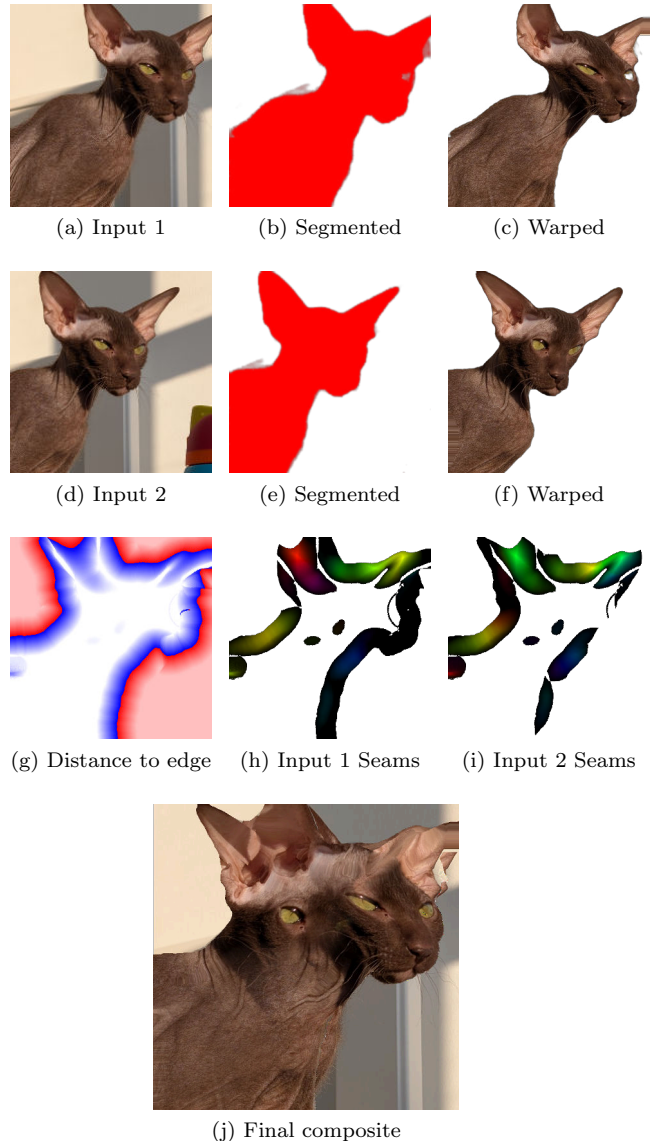 (a) Input 1
(b) Segmented
(c) Warped
(d) Input 2
(e) Segmented
(f) Warped
(g) Distance to edge
(h) Input 1 Seams
(i) Input 2 Seams
(j) Final composite